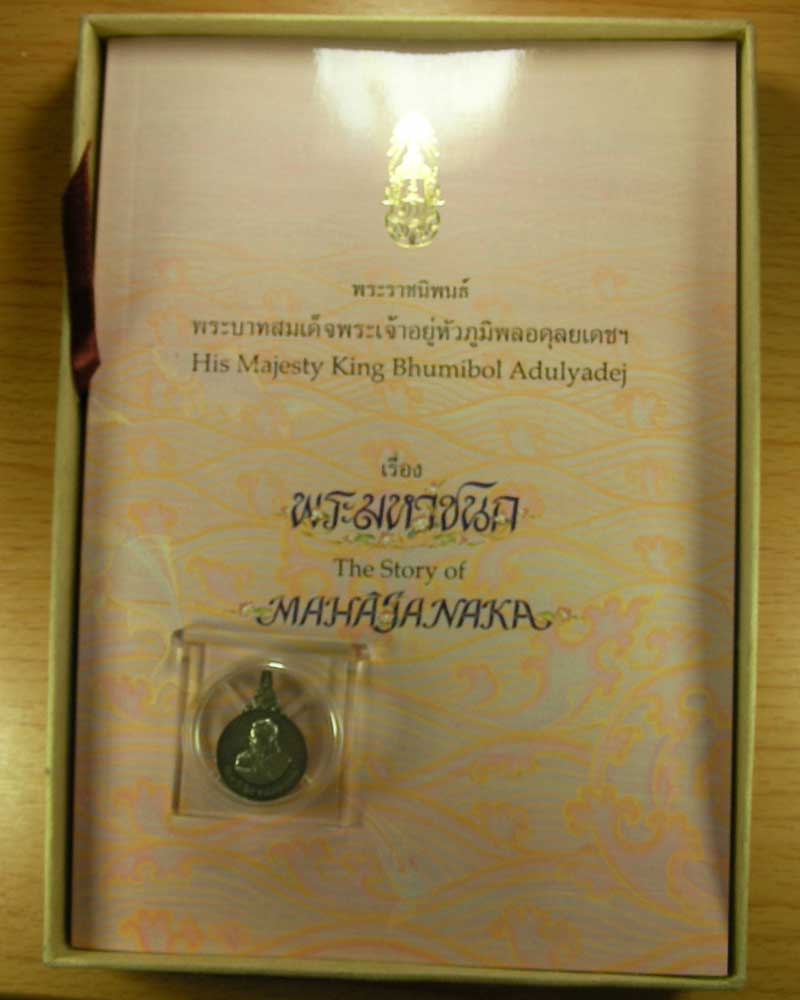 พระราชนิพนธ์
พระบาทสมเด็จพระเจ้าอยู่หัวภูมิพลอดุลยเดชฯ
His Majesty King Bhumibol Adulyadej
เรื่อง
พระมหาชนก
The Story of
MAHĀJANAKA